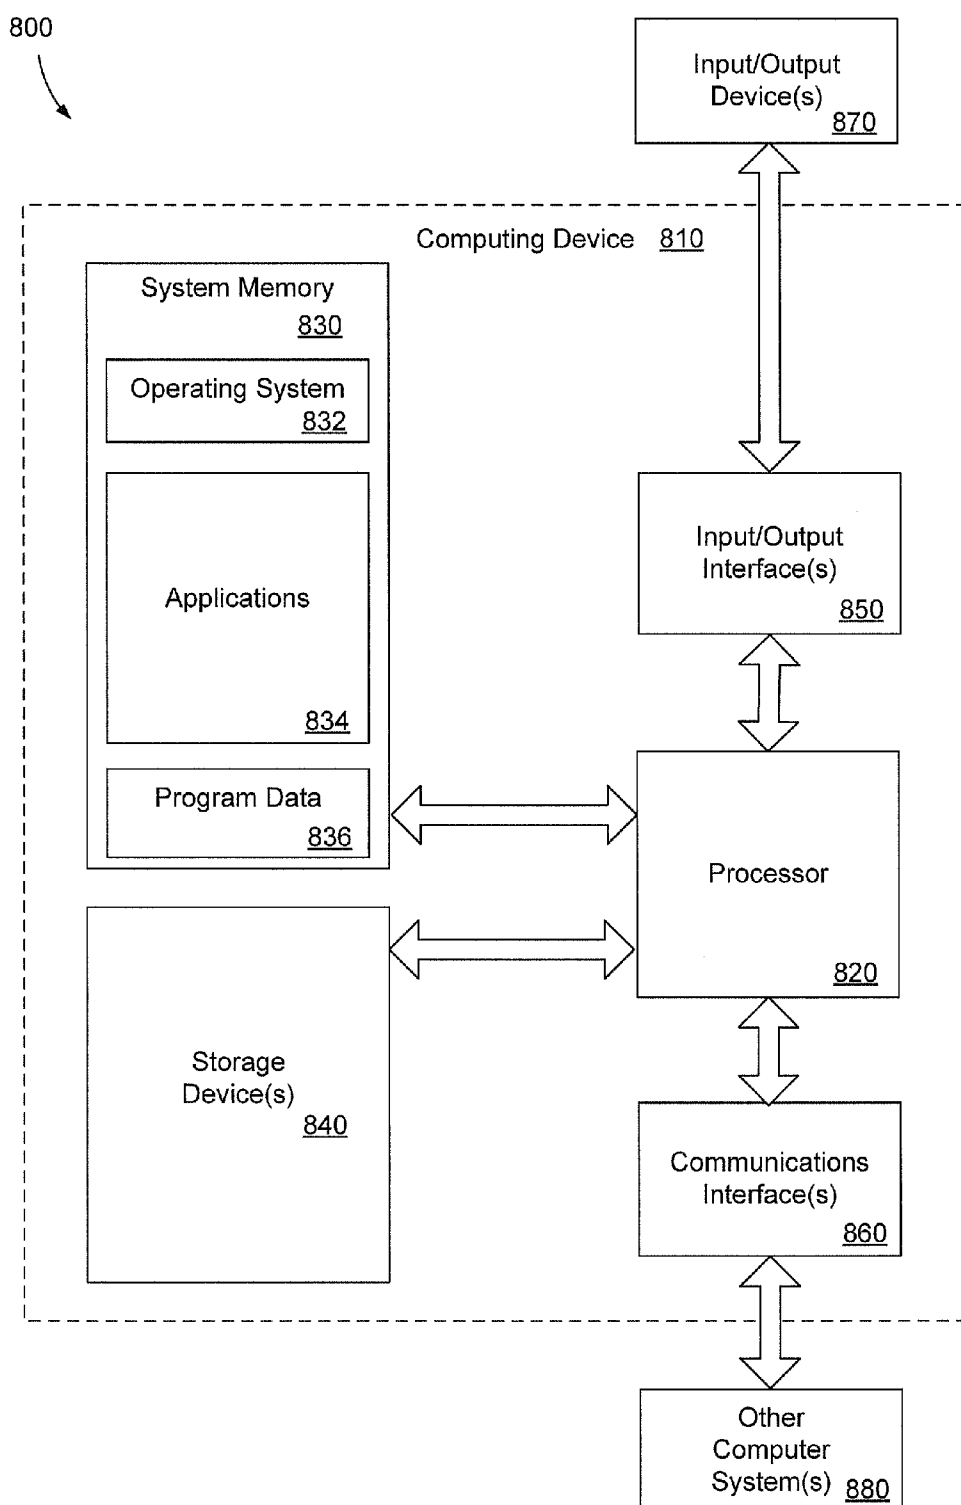 800
Input/Output
Device(s)
870
Computing Device 810
System Memory
830
Operating System
832
Applications
834
Program Data
836
Storage
Device(s)
840
Input/Output
Interface(s)
850
Processor
820
Communications
Interface(s)
860
Other
Computer
System(s)
880